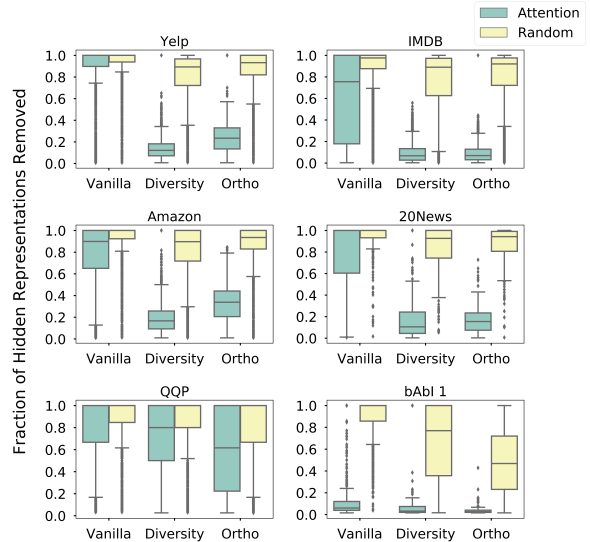 Attention
Random
Fraction of Hidden Representations Removed
Yelp
1.0
0.8
0.6
0.4
0.2
0.0
Vanilla Diversity Ortho
IMDB
1.0
0.8
0.6
0.4
0.2
0.0
Vanilla Diversity Ortho
Amazon
1.0
0.8
0.6
0.4
0.2
0.0
Vanilla Diversity Ortho
20News
1.0
0.8
0.6
0.4
0.2
0.0
Vanilla Diversity Ortho
QQP
1.0
0.8
0.6
0.4
0.2
0.0
Vanilla Diversity Ortho
bAbI 1
1.0
0.8
0.6
0.4
0.2
0.0
Vanilla Diversity Ortho